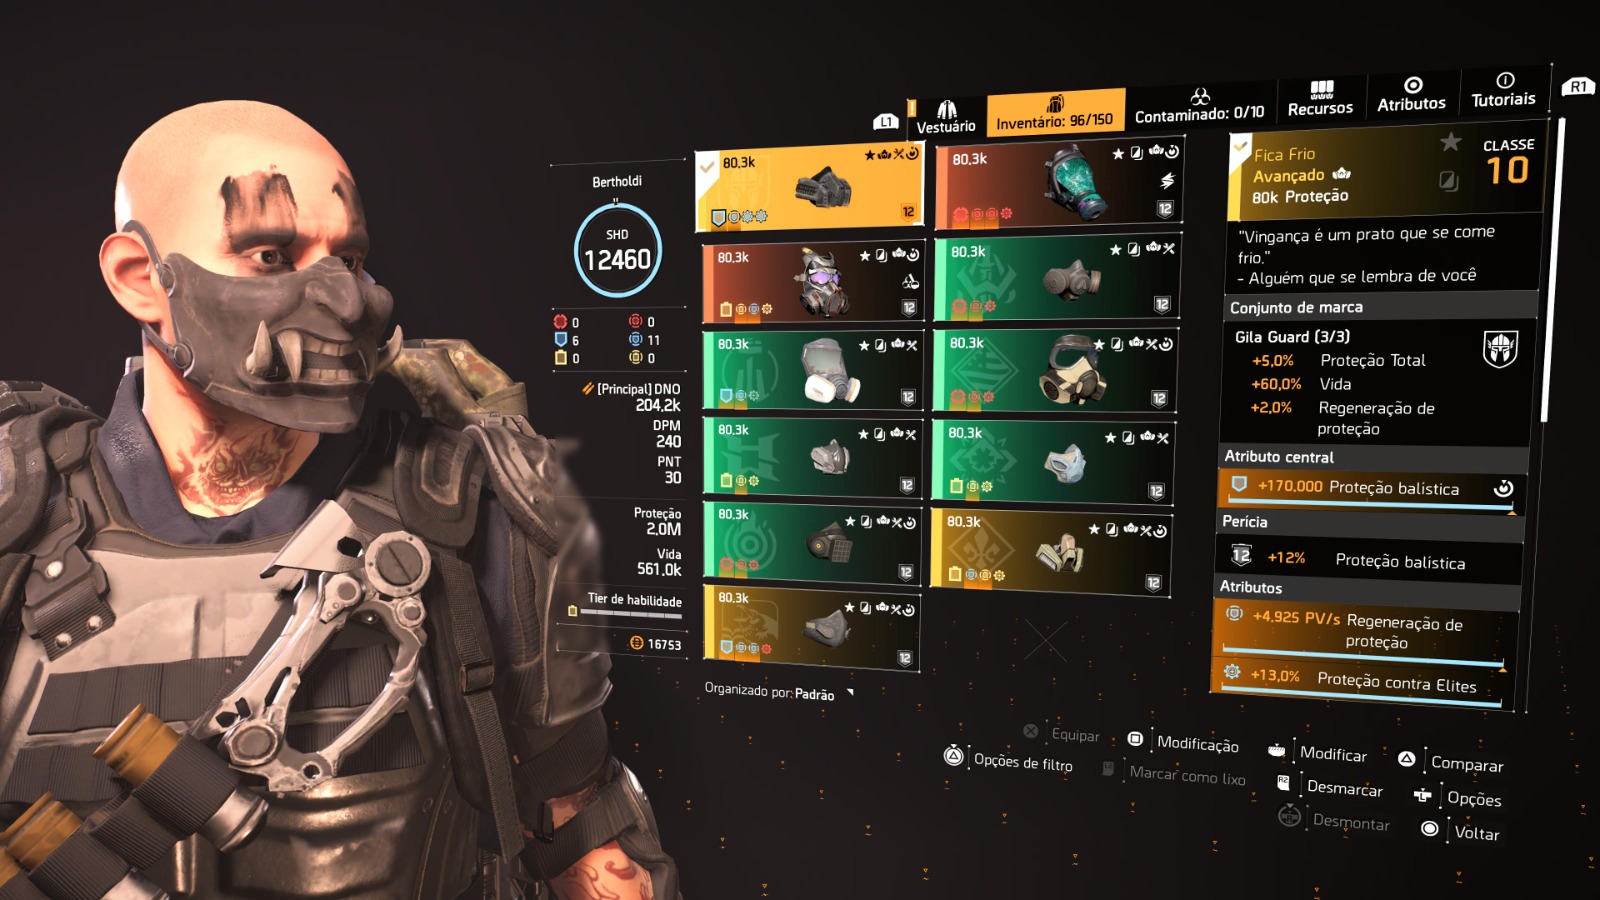 L1
Vestuário
Inventário: 96/150
Contaminado: 0/10
Recursos
Atributos
Tutoriais
R1
Bertholdi
SHD
12460
0
0
6
11
0
0
[Principal] DNO
204,2k
DPM
240
PNT
30
Proteção
2,0M
Vida
561,0k
Tier de habilidade
16753
80,3k
12
80,3k
12
80,3k
12
80,3k
12
80,3k
12
80,3k
12
80,3k
12
80,3k
12
80,3k
12
80,3k
12
80,3k
12
Organizado por: Padrão
Fica Frio
Avançado
80k Proteção
CLASSE
10
"Vingança é um prato que se come
frio."
- Alguém que se lembra de você
Conjunto de marca
Gila Guard (3/3)
+5,0% Proteção Total
+60,0% Vida
+2,0% Regeneração de
proteção
Atributo central
+170.000 Proteção balística
Perícia
12 +12% Proteção balística
Atributos
+4.925 PV/s Regeneração de
proteção
+13,0% Proteção contra Elites
Equipar
Modificação
Modificar
Comparar
Opções de filtro
Marcar como lixo
R2
Desmarcar
Opções
Desmontar
Voltar